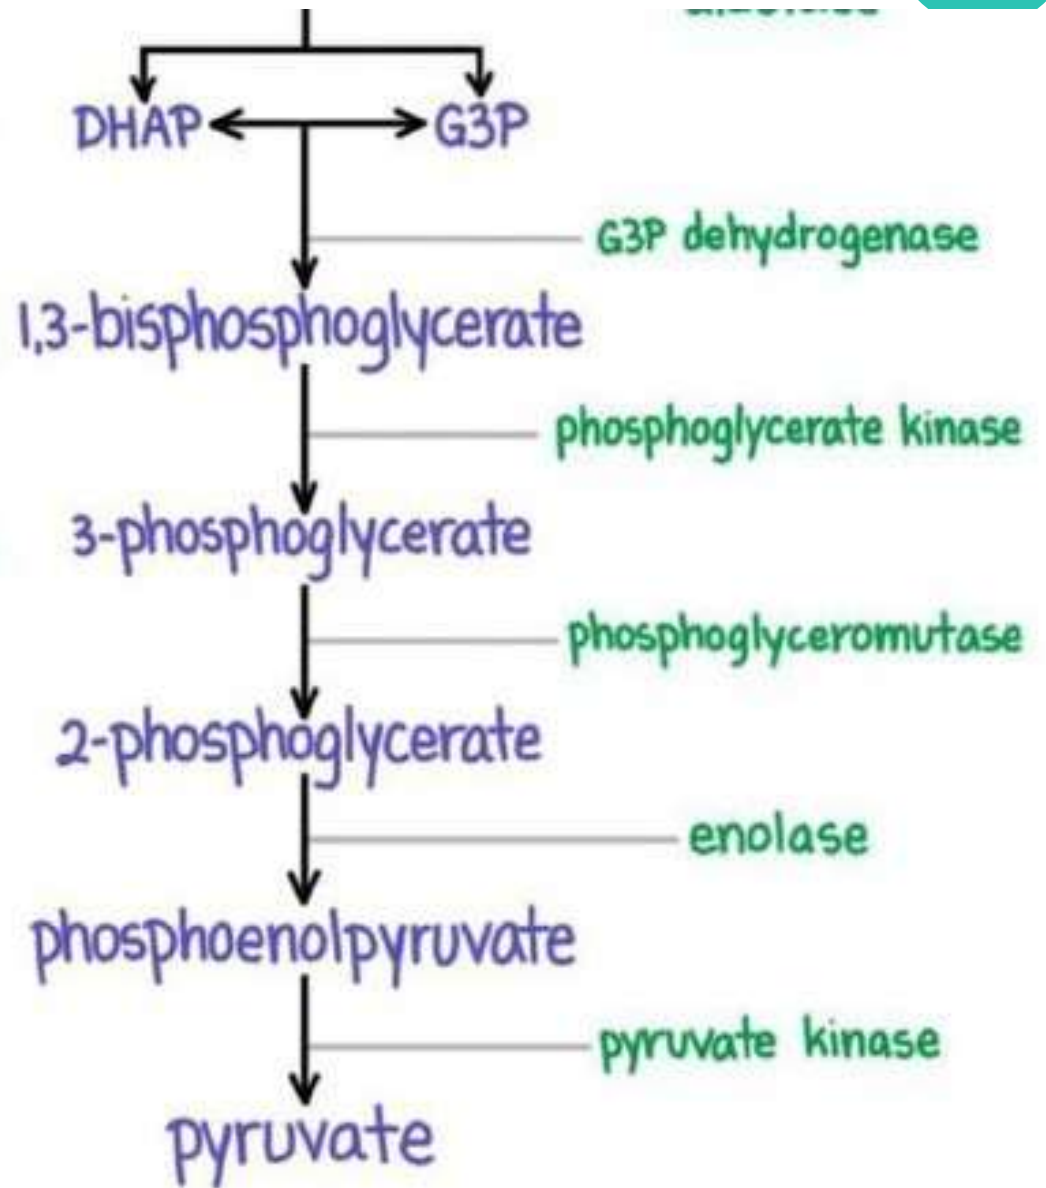 DHAP G3P
G3P dehydrogenase
1,3-bisphosphoglycerate
phosphoglycerate kinase
3-phosphoglycerate
phosphoglyceromutase
2-phosphoglycerate
enolase
phosphoenolpyruvate
pyruvate kinase
pyruvate